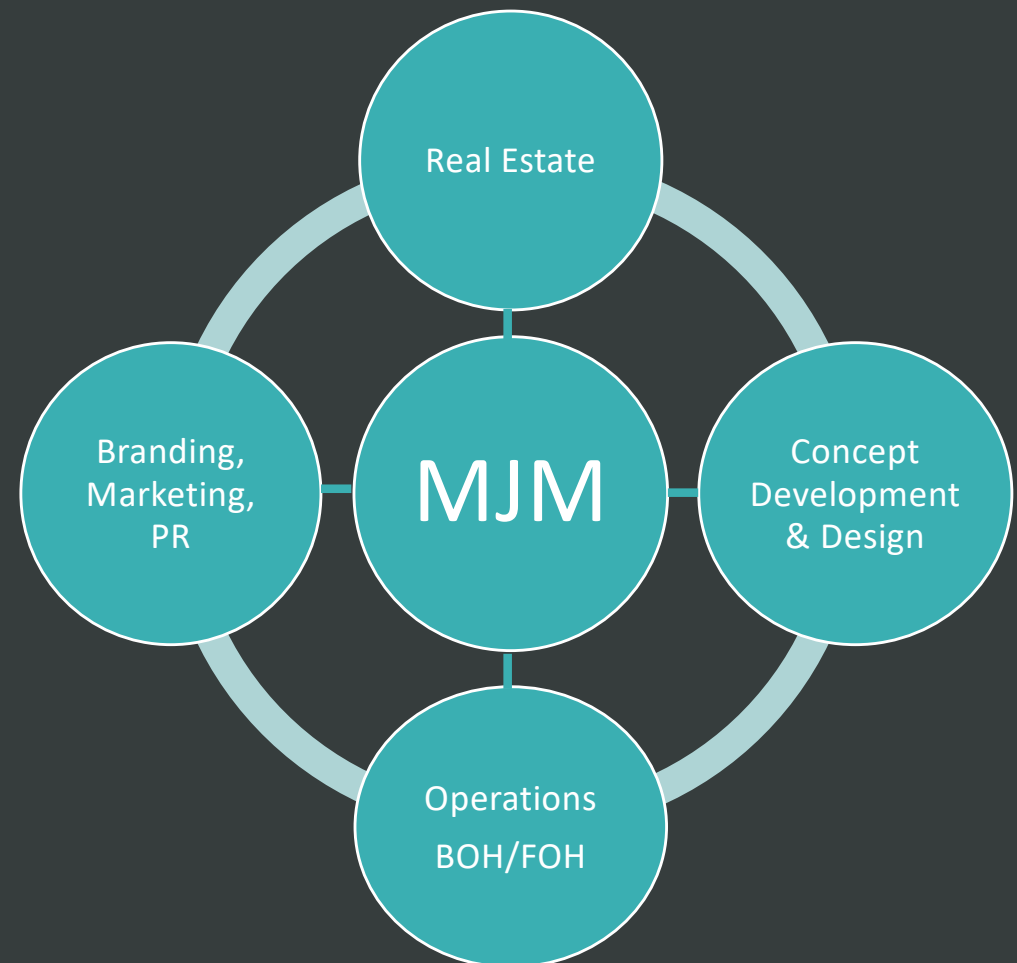 Real Estate
Branding,
Marketing,
PR
MJM
Concept
Development
& Design
Operations
BOH/FOH